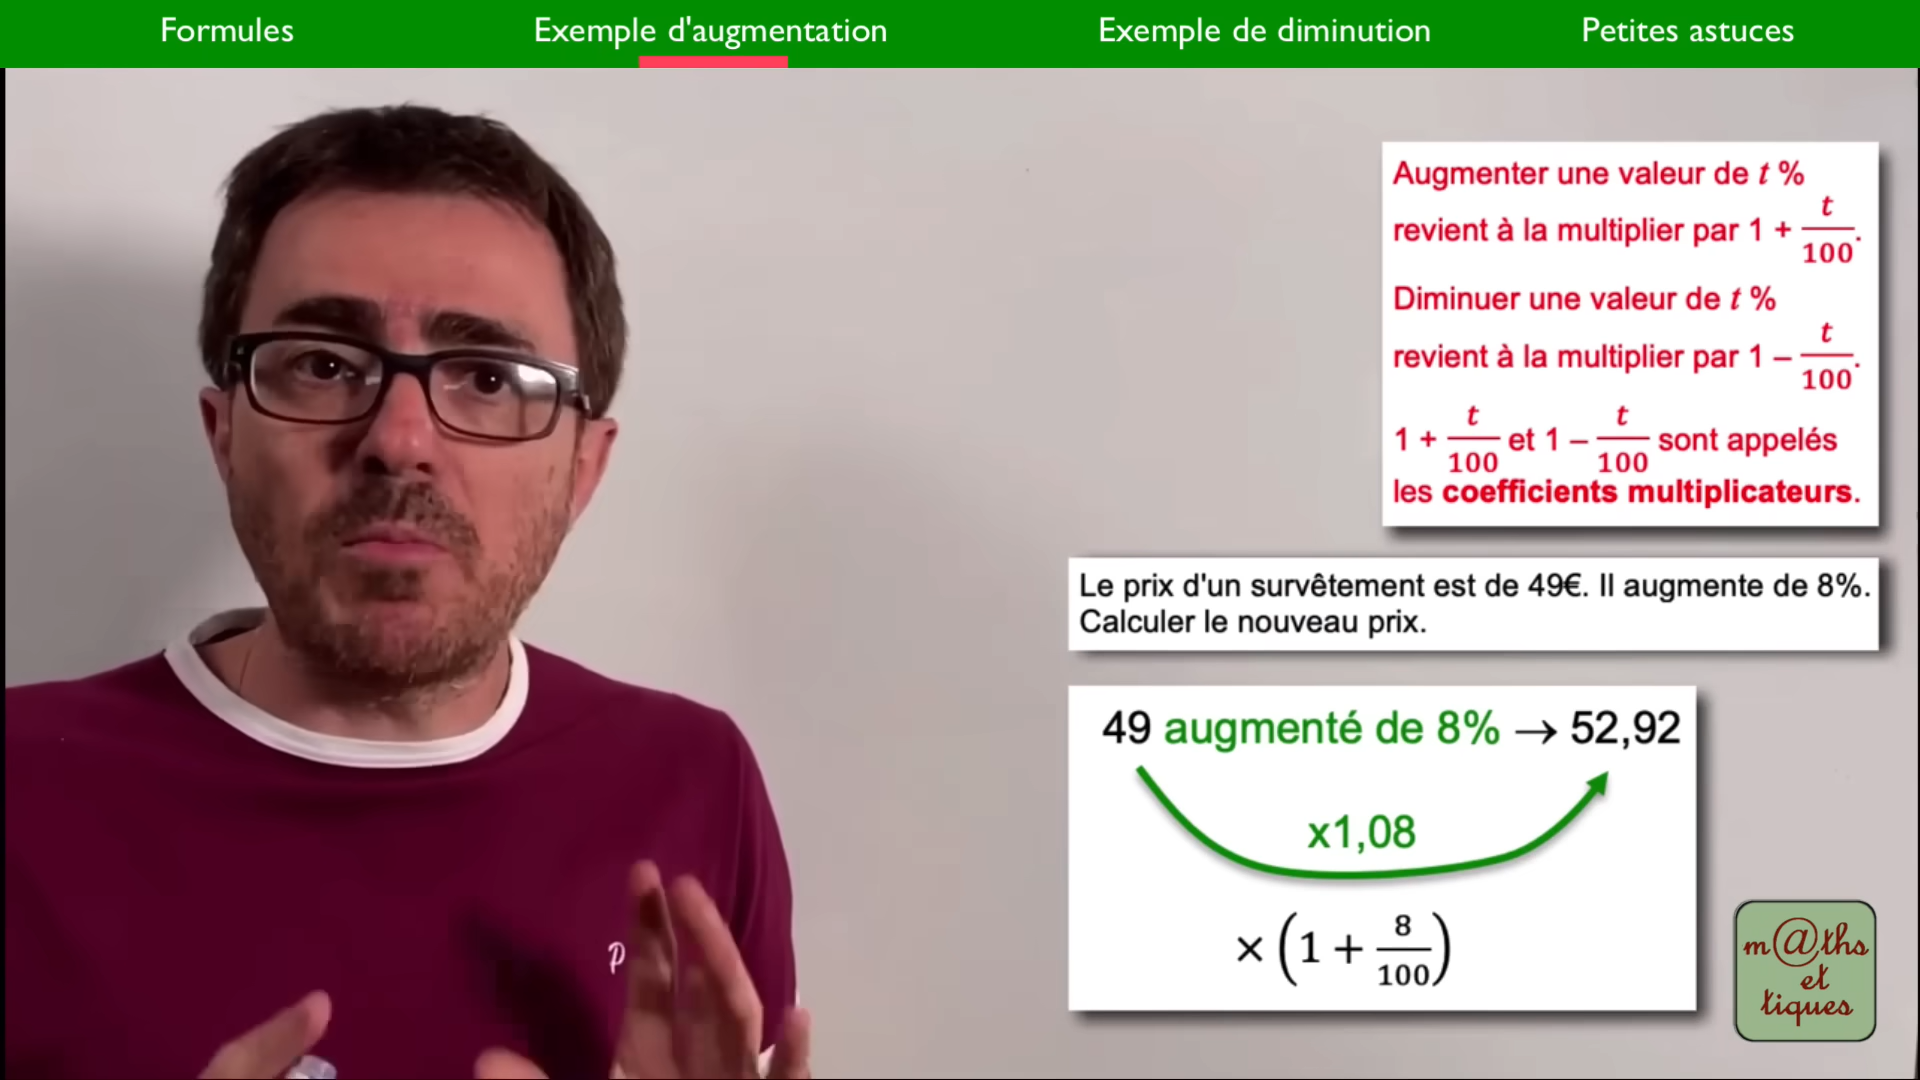 Formules
Exemple d'augmentation
Exemple de diminution
Petites astuces
Augmenter une valeur de t %
revient à la multiplier par 1 + t/100.
Diminuer une valeur de t %
revient à la multiplier par 1 – t/100.
1 + t/100 et 1 – t/100 sont appelés
les coefficients multiplicateurs.
Le prix d'un survêtement est de 49€. Il augmente de 8%.
Calculer le nouveau prix.
49 augmenté de 8% → 52,92
x1,08
× (1 + 8/100)
P
m@ths
et
tiques